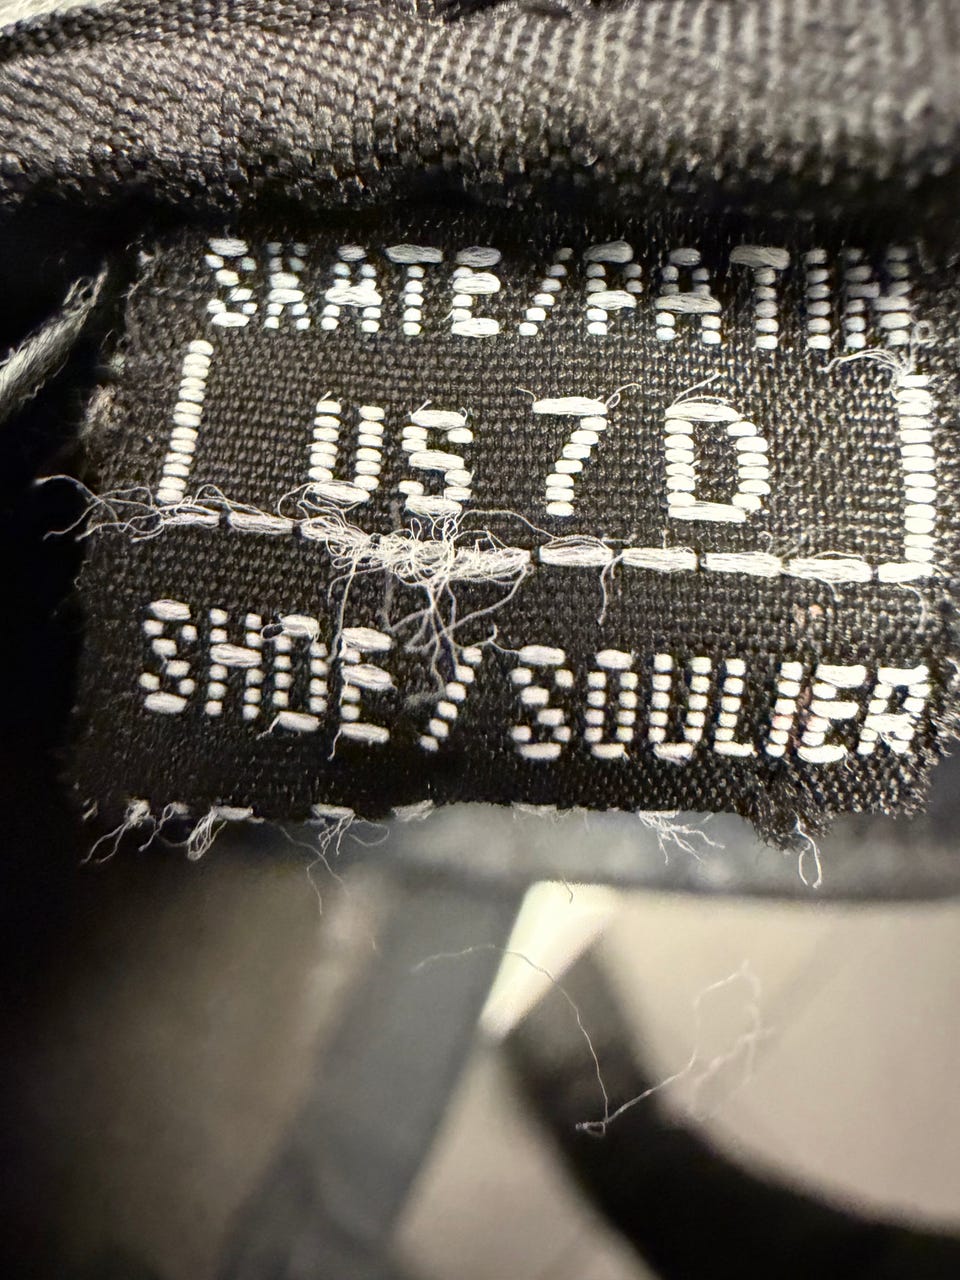 SKATE/PATIN
US 7 D
SHOE/SOULIER